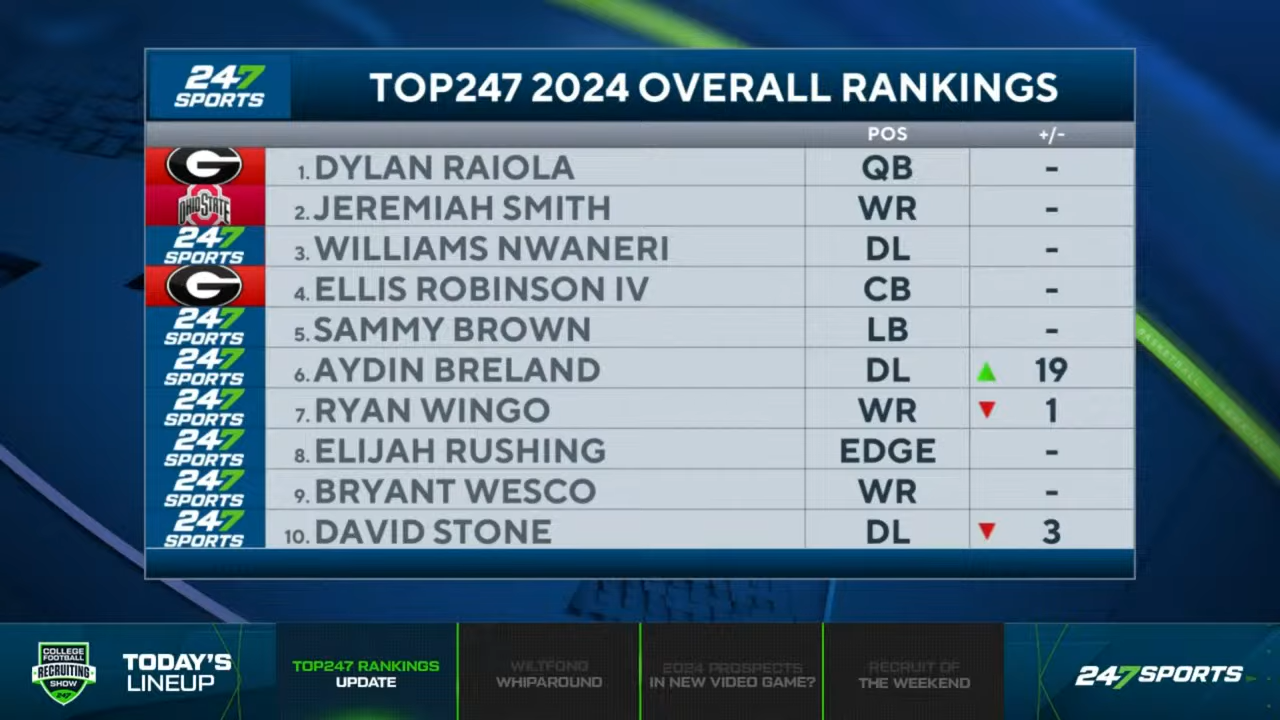 247 SPORTS
TOP247 2024 OVERALL RANKINGS
POS +/-
G 1. DYLAN RAIOLA QB -
OHIO STATE 2. JEREMIAH SMITH WR -
247 SPORTS 3. WILLIAMS NWANERI DL -
G 4. ELLIS ROBINSON IV CB -
247 SPORTS 5. SAMMY BROWN LB -
247 SPORTS 6. AYDIN BRELAND DL ▲ 19
247 SPORTS 7. RYAN WINGO WR ▼ 1
247 SPORTS 8. ELIJAH RUSHING EDGE -
247 SPORTS 9. BRYANT WESCO WR -
247 SPORTS 10. DAVID STONE DL ▼ 3
BASKETBALL
COLLEGE
FOOTBALL
RECRUITING
SHOW
247
TODAY'S
LINEUP
TOP247 RANKINGS
UPDATE
WILTFONG
WHIPAROUND
2024 PROSPECTS
IN NEW VIDEO GAME?
RECRUIT OF
THE WEEKEND
247SPORTS